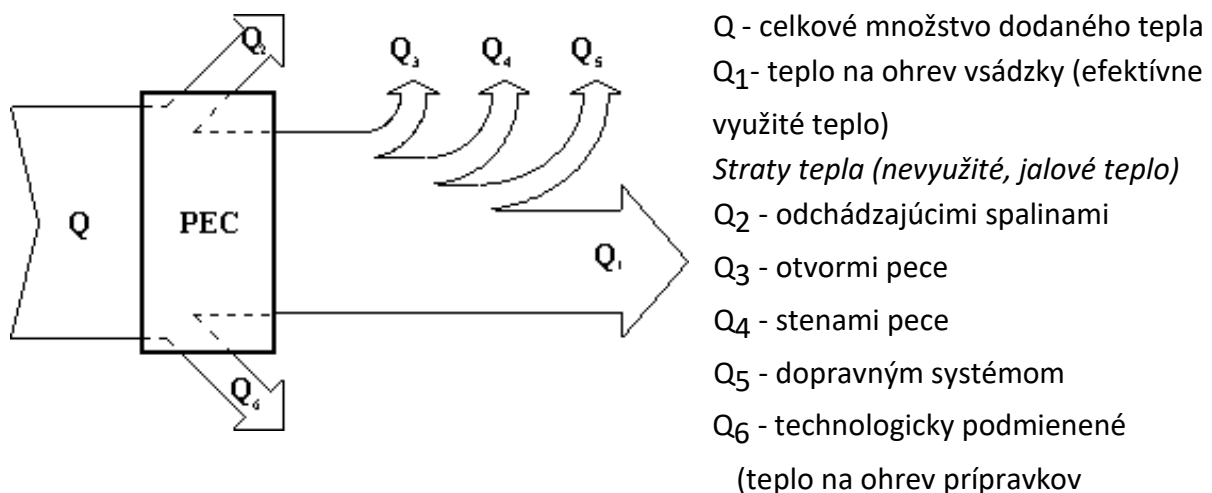 Q₂
Q₃ Q₄ Q₅
Q PEC
Q₁
Q₆
Q - celkové množstvo dodaného tepla
Q₁- teplo na ohrev vsádzky (efektívne
využité teplo)
Straty tepla (nevyužité, jalové teplo)
Q₂ - odchádzajúcimi spalinami
Q₃ - otvormi pece
Q₄ - stenami pece
Q₅ - dopravným systémom
Q₆ - technologicky podmienené
(teplo na ohrev prípravkov